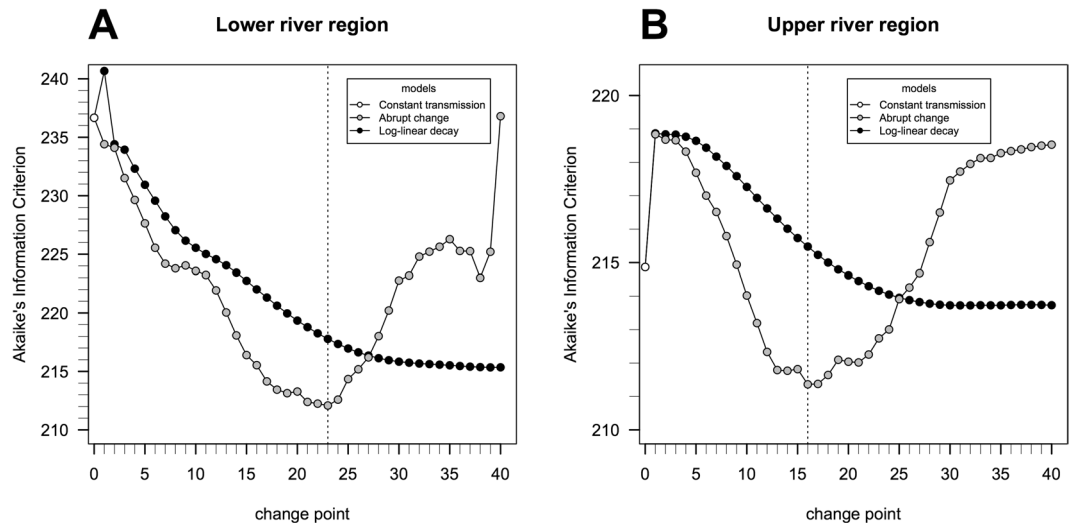 A
Lower river region
Akaike's Information Criterion
240
235
230
225
220
215
210
models
Constant transmission
Abrupt change
Log-linear decay
0 5 10 15 20 25 30 35 40
change point
B
Upper river region
Akaike's Information Criterion
220
215
210
models
Constant transmission
Abrupt change
Log-linear decay
0 5 10 15 20 25 30 35 40
change point